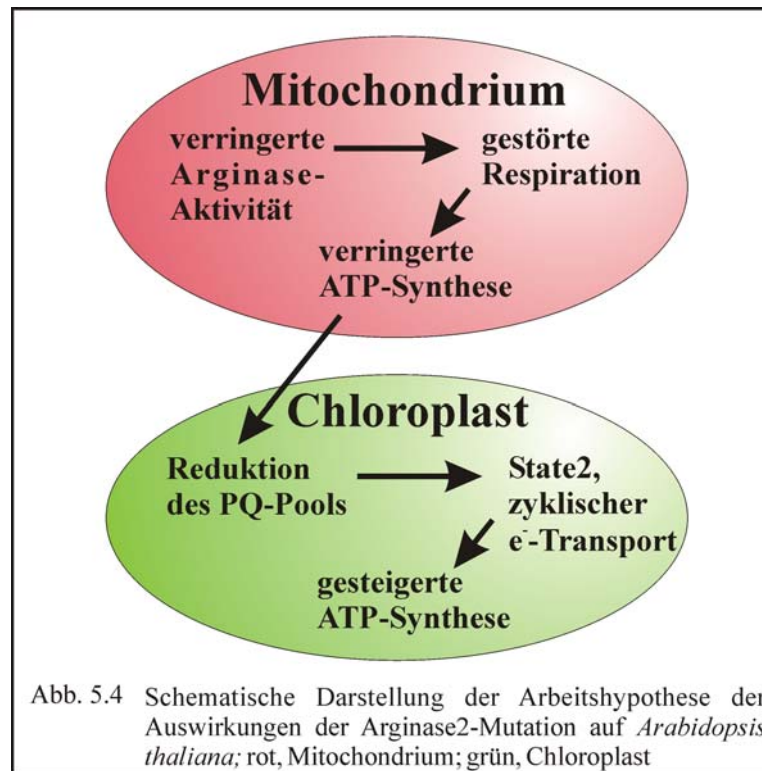 Mitochondrium
verringerte
Arginase-
Aktivität
gestörte
Respiration
verringerte
ATP-Synthese
Chloroplast
Reduktion
des PQ-Pools
State2,
zyklischer
e⁻-Transport
gesteigerte
ATP-Synthese
Abb. 5.4 Schematische Darstellung der Arbeitshypothese der
Auswirkungen der Arginase2-Mutation auf Arabidopsis
thaliana; rot, Mitochondrium; grün, Chloroplast